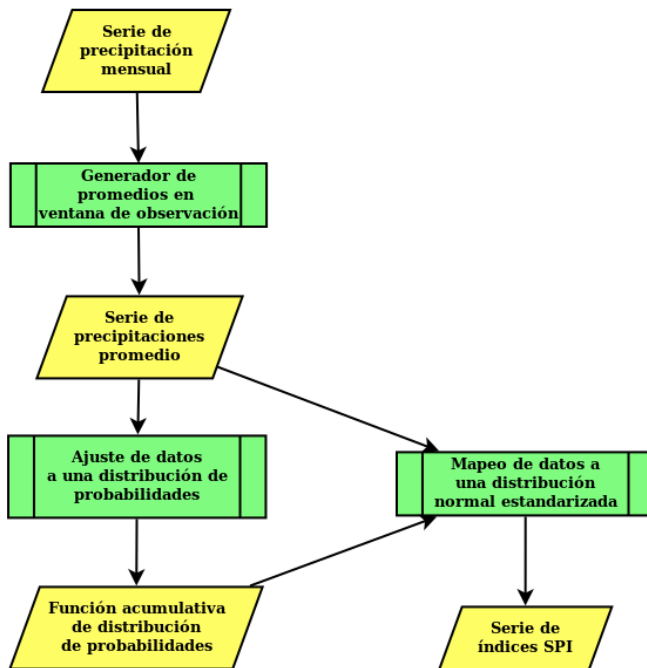 Serie de
precipitación
mensual
Generador de
promedios en
ventana de observación
Serie de
precipitaciones
promedio
Ajuste de datos
a una distribución de
probabilidades
Mapeo de datos a
una distribución
normal estandarizada
Función acumulativa
de distribución
de probabilidades
Serie de
índices SPI